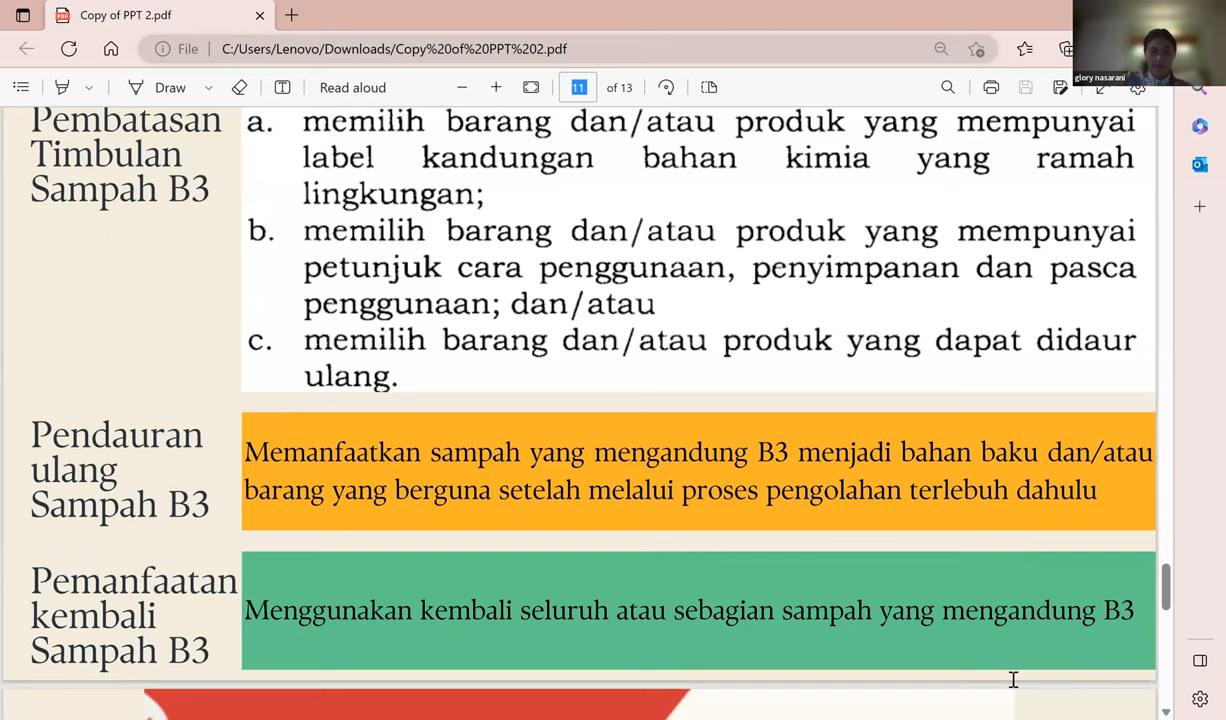 Copy of PPT 2.pdf
File
C:/Users/Lenovo/Downloads/Copy%20of%20PPT%202.pdf
glory nasarani
Draw
Read aloud
11 of 13
Pembatasan
Timbulan
Sampah B3
a. memilih barang dan/atau produk yang mempunyai
label kandungan bahan kimia yang ramah
lingkungan;
b. memilih barang dan/atau produk yang mempunyai
petunjuk cara penggunaan, penyimpanan dan pasca
penggunaan; dan/atau
c. memilih barang dan/atau produk yang dapat didaur
ulang.
Pendauran
ulang
Sampah B3
Memanfaatkan sampah yang mengandung B3 menjadi bahan baku dan/atau
barang yang berguna setelah melalui proses pengolahan terlebuh dahulu
Pemanfaatan
kembali
Sampah B3
Menggunakan kembali seluruh atau sebagian sampah yang mengandung B3